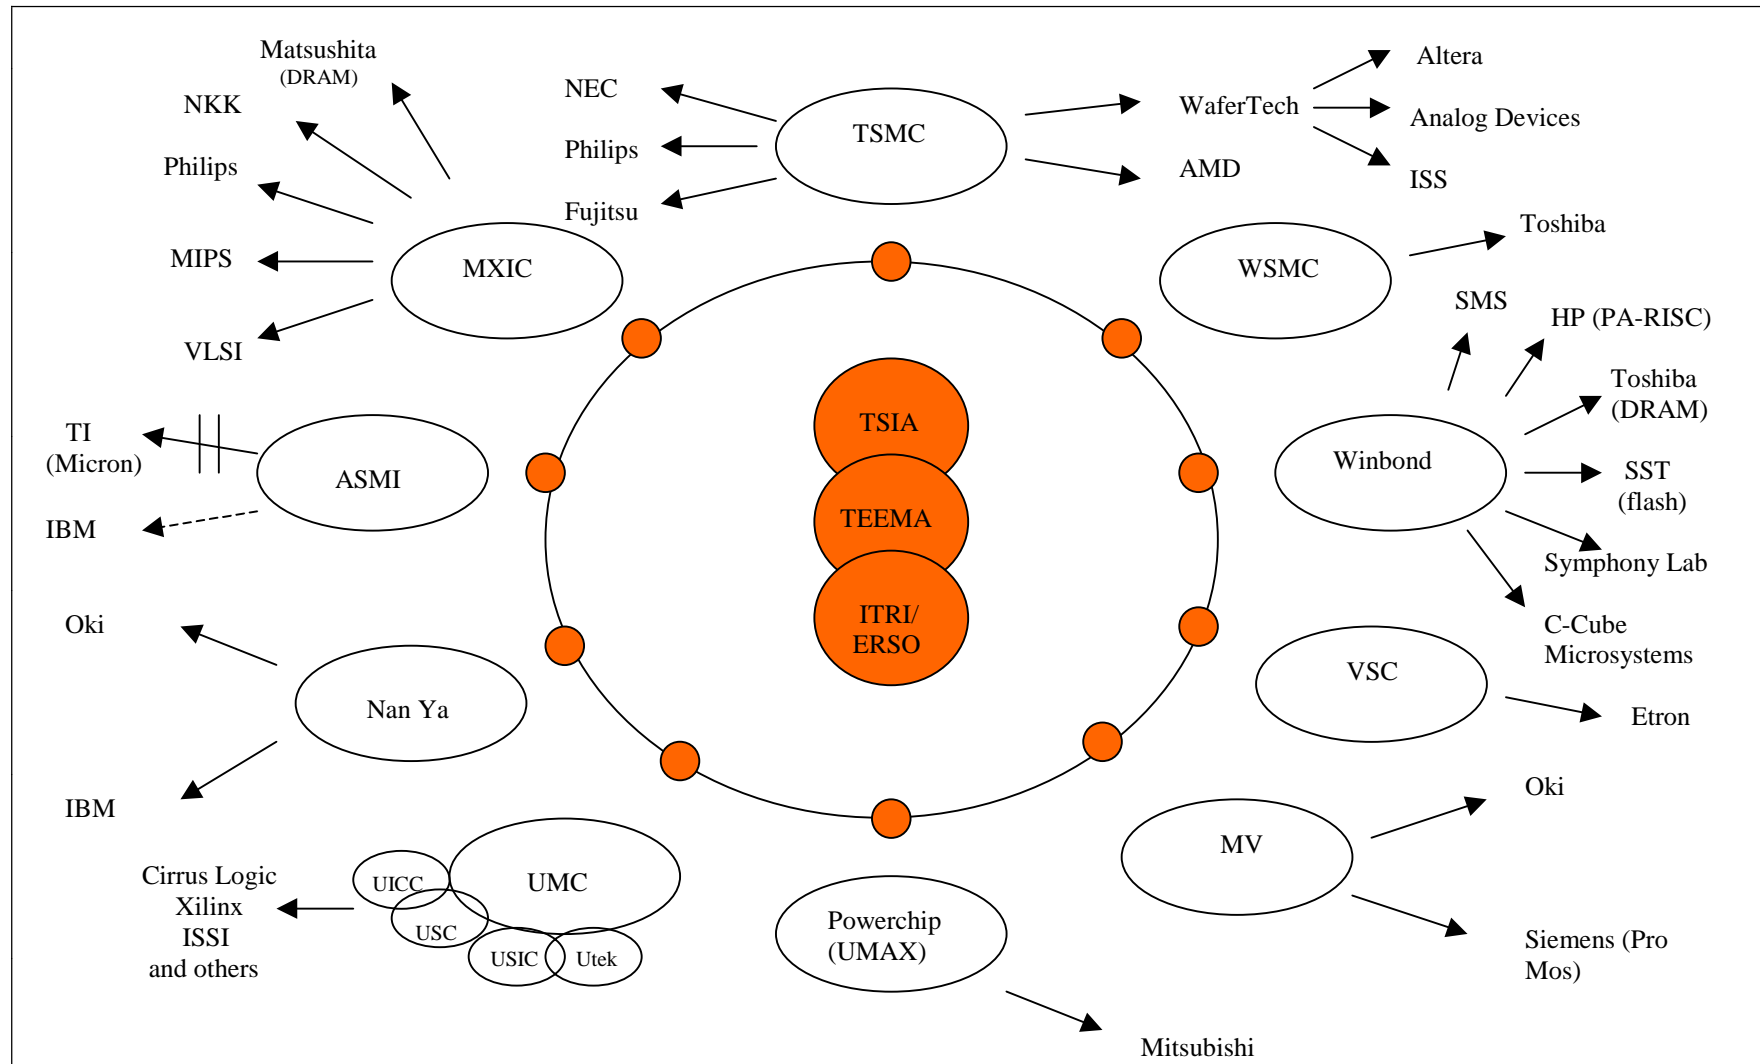 Matsushita
(DRAM)
NKK
Philips
MIPS
VLSI
MXIC
NEC
Philips
Fujitsu
TSMC
WaferTech
AMD
Altera
Analog Devices
ISS
WSMC
Toshiba
SMS
HP (PA-RISC)
Toshiba
(DRAM)
Winbond
SST
(flash)
Symphony Lab
C-Cube
Microsystems
TI
(Micron)
ASMI
IBM
TSIA
TEEMA
ITRI/
ERSO
VSC
Etron
Oki
Nan Ya
IBM
MV
Oki
Siemens (Pro
Mos)
Cirrus Logic
Xilinx
ISSI
and others
UICC
USC
UMC
USIC
Utek
Powerchip
(UMAX)
Mitsubishi